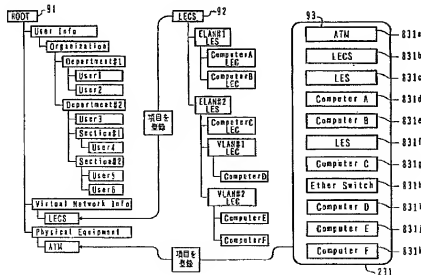 ROOT
91
User Info
Organization
Department#1
User1
User2
Department#2
User3
Section#1
User4
Section#2
User5
User6
Virtual Network Info
LECS
Physical Equipment
ATM
項目を
登録
項目を
登録
LECS
92
ELAN#1
LES
ComputerA
LEC
ComputerB
LEC
ELAN#2
LES
ComputerC
LEC
VLAN#1
LEC
ComputerD
VLAN#2
LEC
ComputerE
ComputerF
93
ATM 831a
LECS 831b
LES 831c
Computer A 831d
Computer B 831e
LES 831f
Computer C 831g
Ether Switch 831h
Computer D 831i
Computer E 831j
Computer F 831k
231